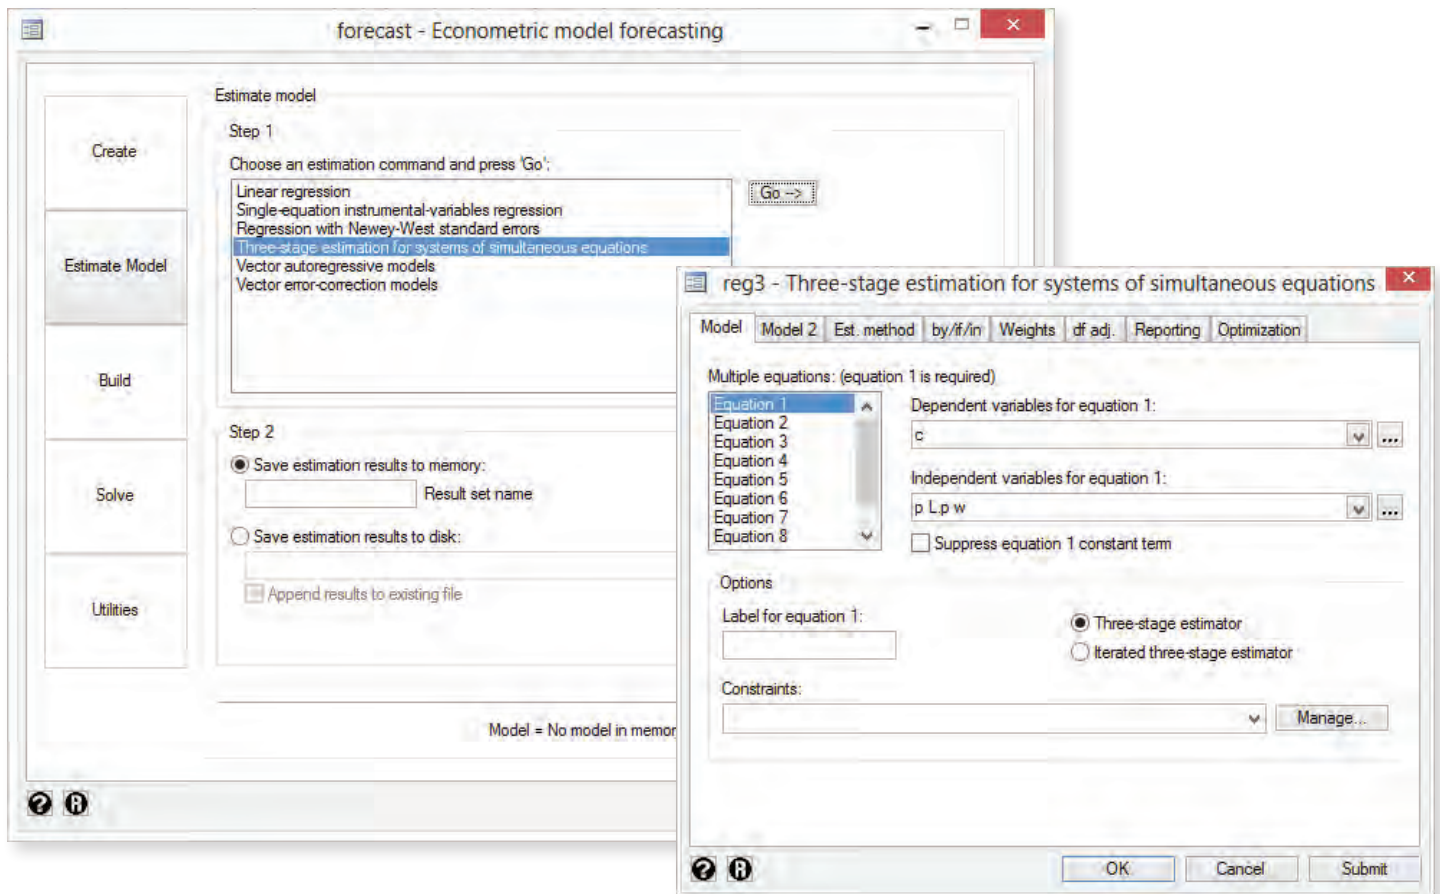 forecast - Econometric model forecasting
Create
Estimate Model
Build
Solve
Utilities
Estimate model
Step 1
Choose an estimation command and press 'Go':
Linear regression
Single-equation instrumental-variables regression
Regression with Newey-West standard errors
Three-stage estimation for systems of simultaneous equations
Vector autoregressive models
Vector error-correction models
Go -->
Step 2
Save estimation results to memory:
Result set name
Save estimation results to disk:
Append results to existing file
Model = No model in memor
reg3 - Three-stage estimation for systems of simultaneous equations
Model Model 2 Est. method by/if/in Weights df adj. Reporting Optimization
Multiple equations: (equation 1 is required)
Equation 1
Equation 2
Equation 3
Equation 4
Equation 5
Equation 6
Equation 7
Equation 8
Dependent variables for equation 1:
c
...
Independent variables for equation 1:
p L.p w
...
Suppress equation 1 constant term
Options
Label for equation 1:
Three-stage estimator
Iterated three-stage estimator
Constraints:
Manage...
? R
OK Cancel Submit